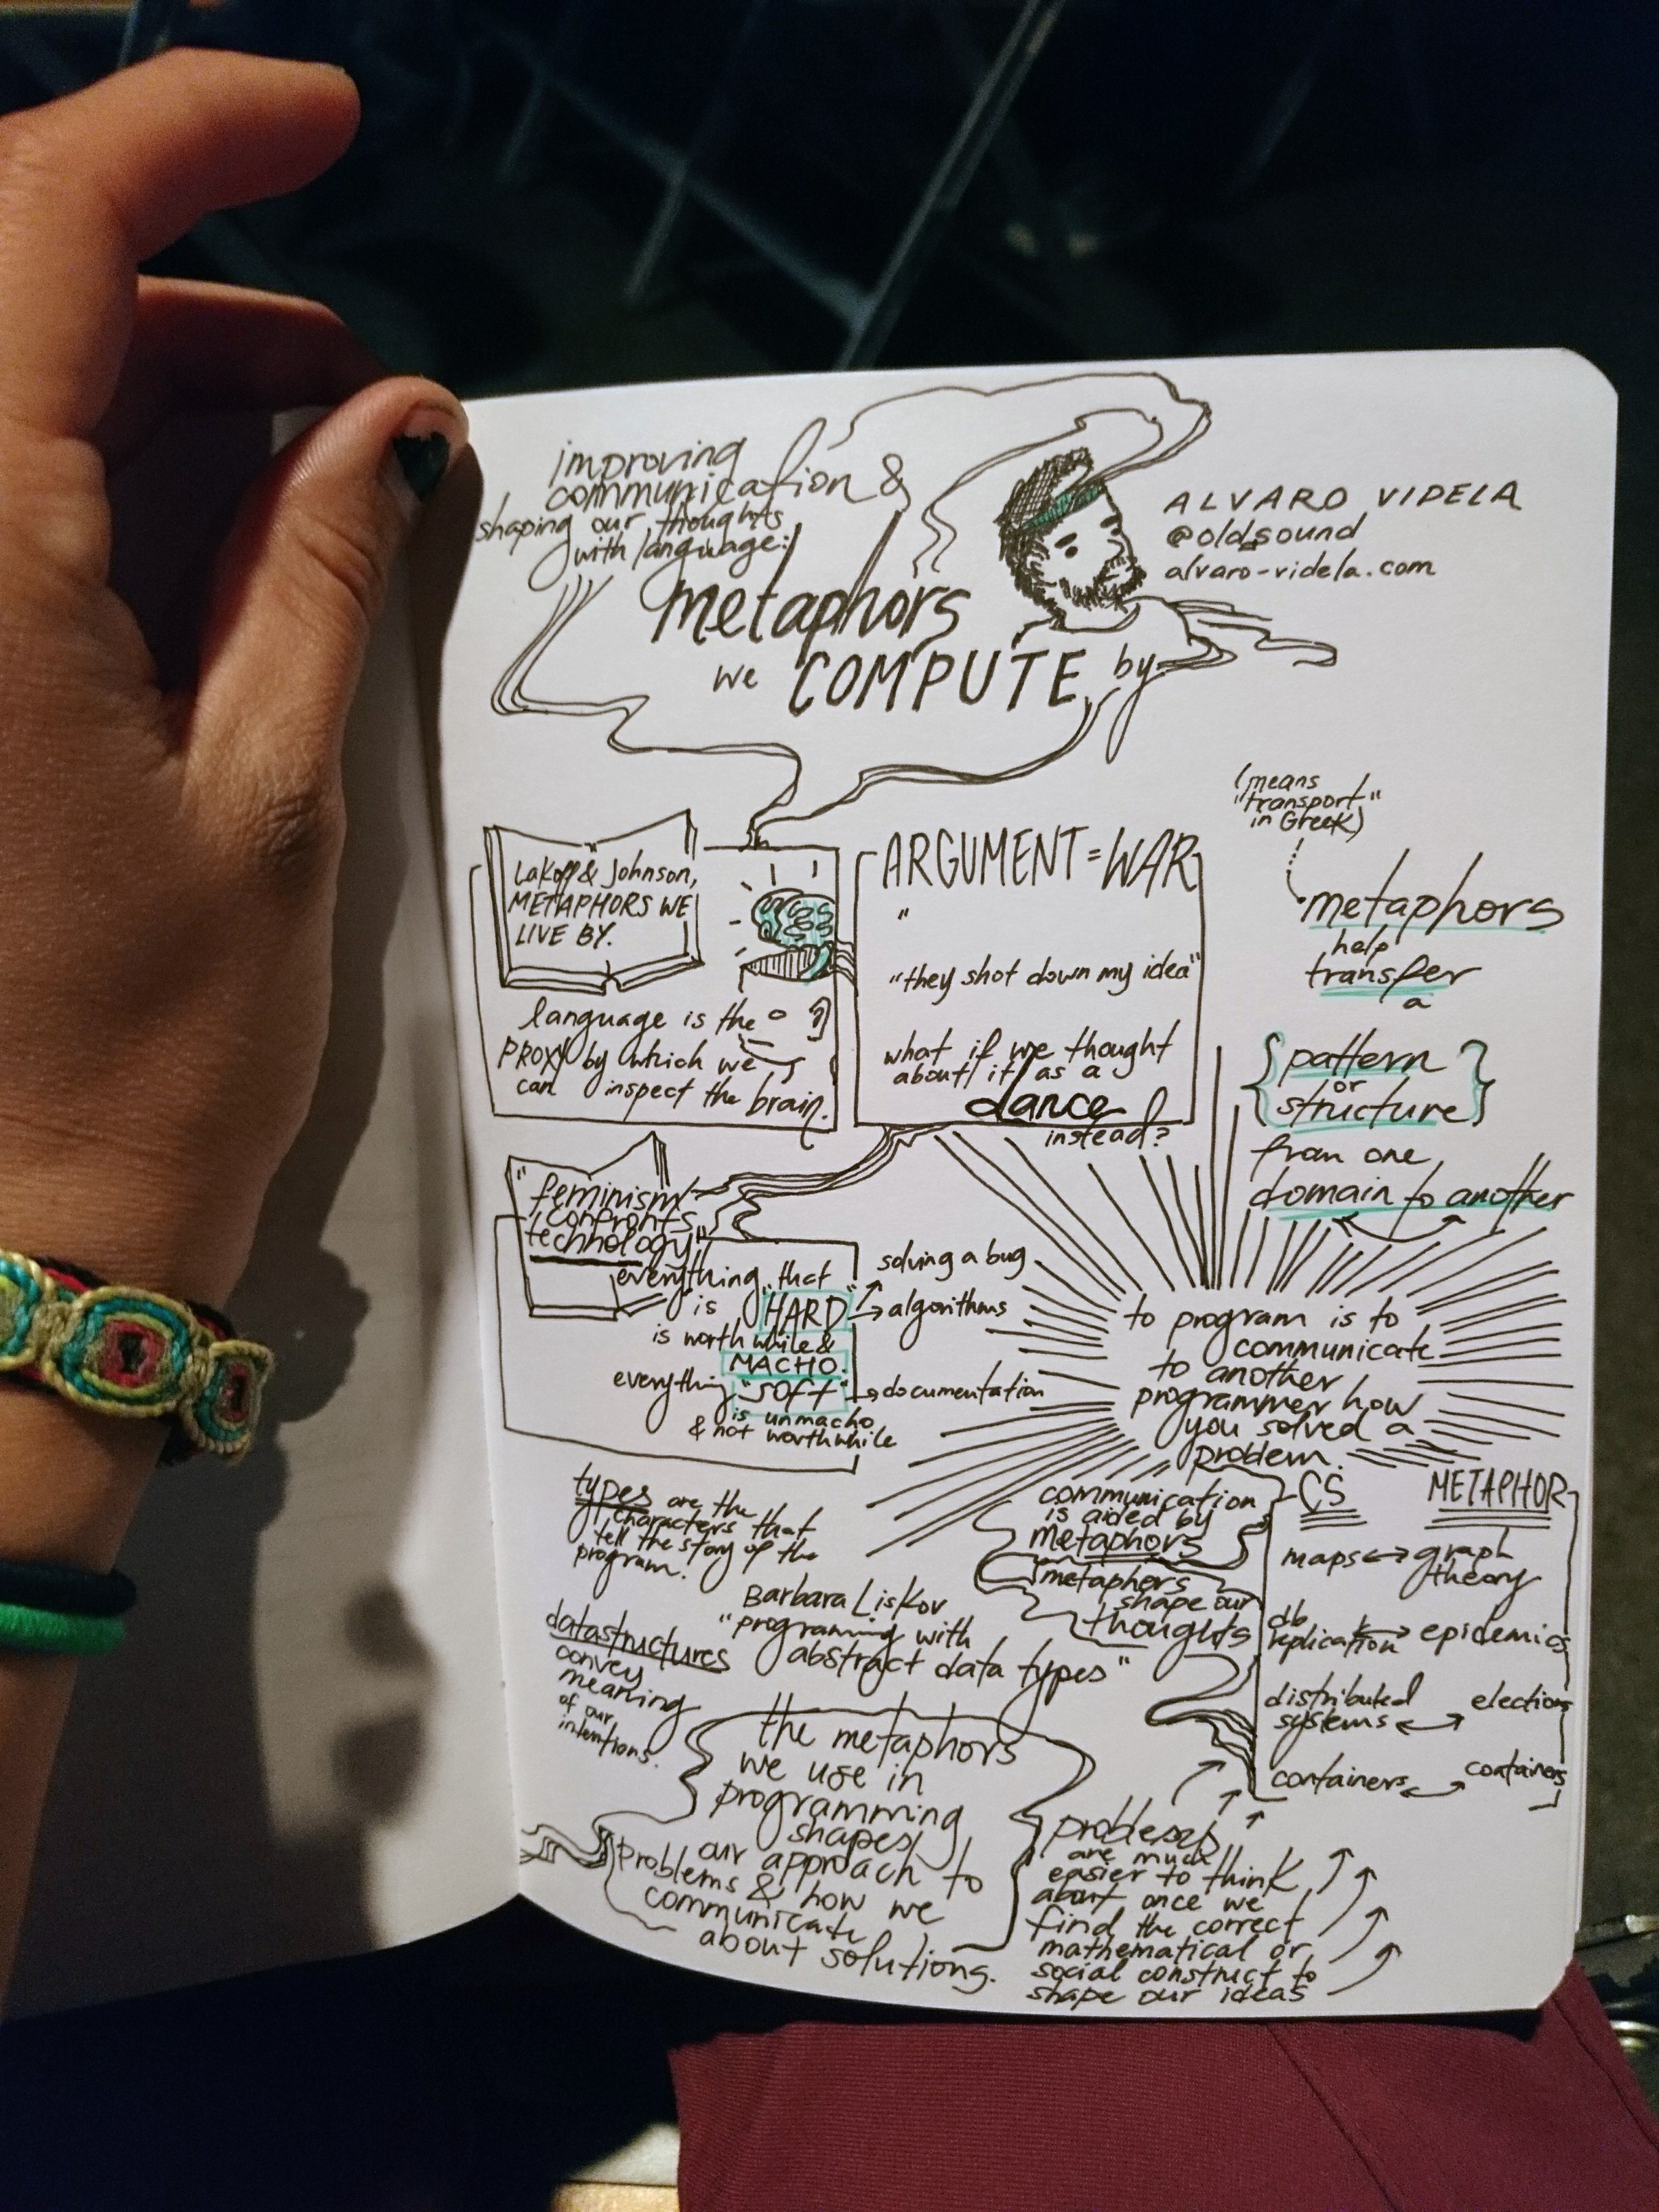 improving
communication &
shaping our thoughts
with language:
metaphors
we COMPUTE by
ALVARO VIDELA
@old_sound
alvaro-videla.com
Lakoff & Johnson,
METAPHORS WE
LIVE BY.
language is the
PROXY by which we
can inspect the brain.
ARGUMENT = WAR
"
"they shot down my idea"
what if we thought
about it as a
dance
instead?
(means
"transport"
in Greek)
metaphors
help
transfer
a
{pattern
or
structure}
from one
domain to another
"feminism
confronts
technology"
everything that
is "HARD"
is worthwhile &
MACHO.
everything "SOFT"
is unmacho
& not worthwhile
solving a bug
algorithms
documentation
to program is to
communicate
to another
programmer how
you solved a
problem.
types are the
characters that
tell the story of the
program.
Barbara Liskov
"programing with
abstract data types"
datastructures
convey
meaning
of our
intentions.
communication
is aided by
metaphors
metaphors
shape our
thoughts
CS METAPHOR
maps ↔ graph
theory
db
replication ↔ epidemics
distributed
systems ↔ elections
containers ↔ containers
the metaphors
we use in
programming
shapes
our approach to
problems & how we
communicate
about solutions.
problems
are much
easier to think
about once we
find the correct
mathematical or
social construct to
shape our ideas